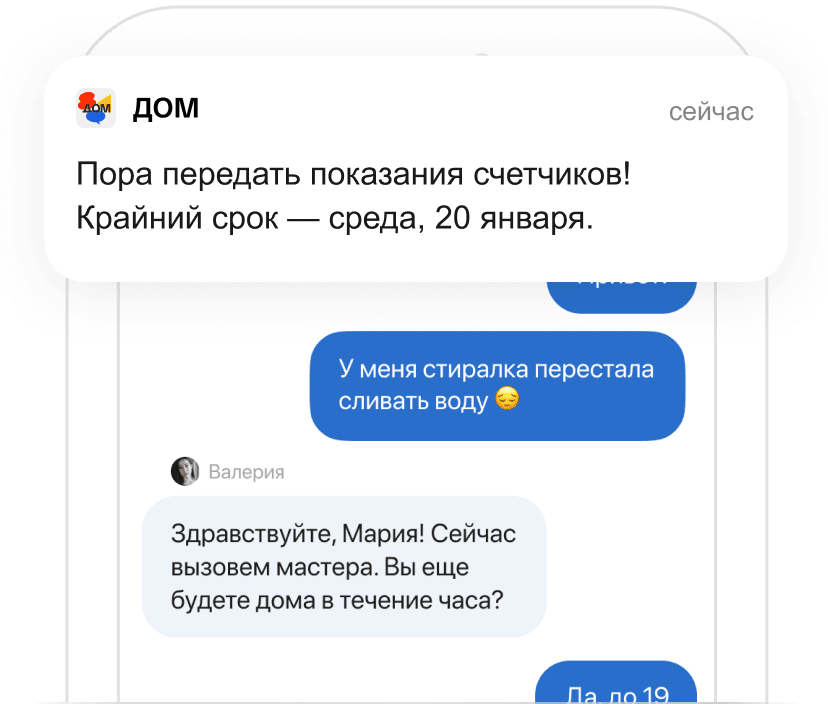 ДОМ
ДОМ
сейчас
Пора передать показания счетчиков!
Крайний срок — среда, 20 января.
У меня стиралка перестала
сливать воду 😔
Валерия
Здравствуйте, Мария! Сейчас
вызовем мастера. Вы еще
будете дома в течение часа?
Да, до 19